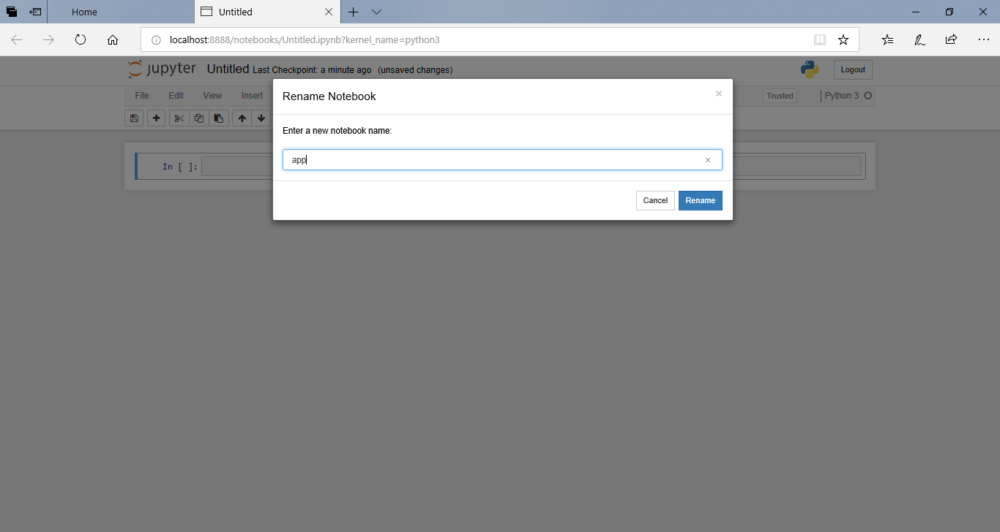 Home
Untitled
localhost:8888/notebooks/Untitled.ipynb?kernel_name=python3
jupyter Untitled Last Checkpoint: a minute ago (unsaved changes)
Logout
File Edit View Insert
Trusted
Python 3
Rename Notebook
Enter a new notebook name:
app
In [ ]:
Cancel Rename